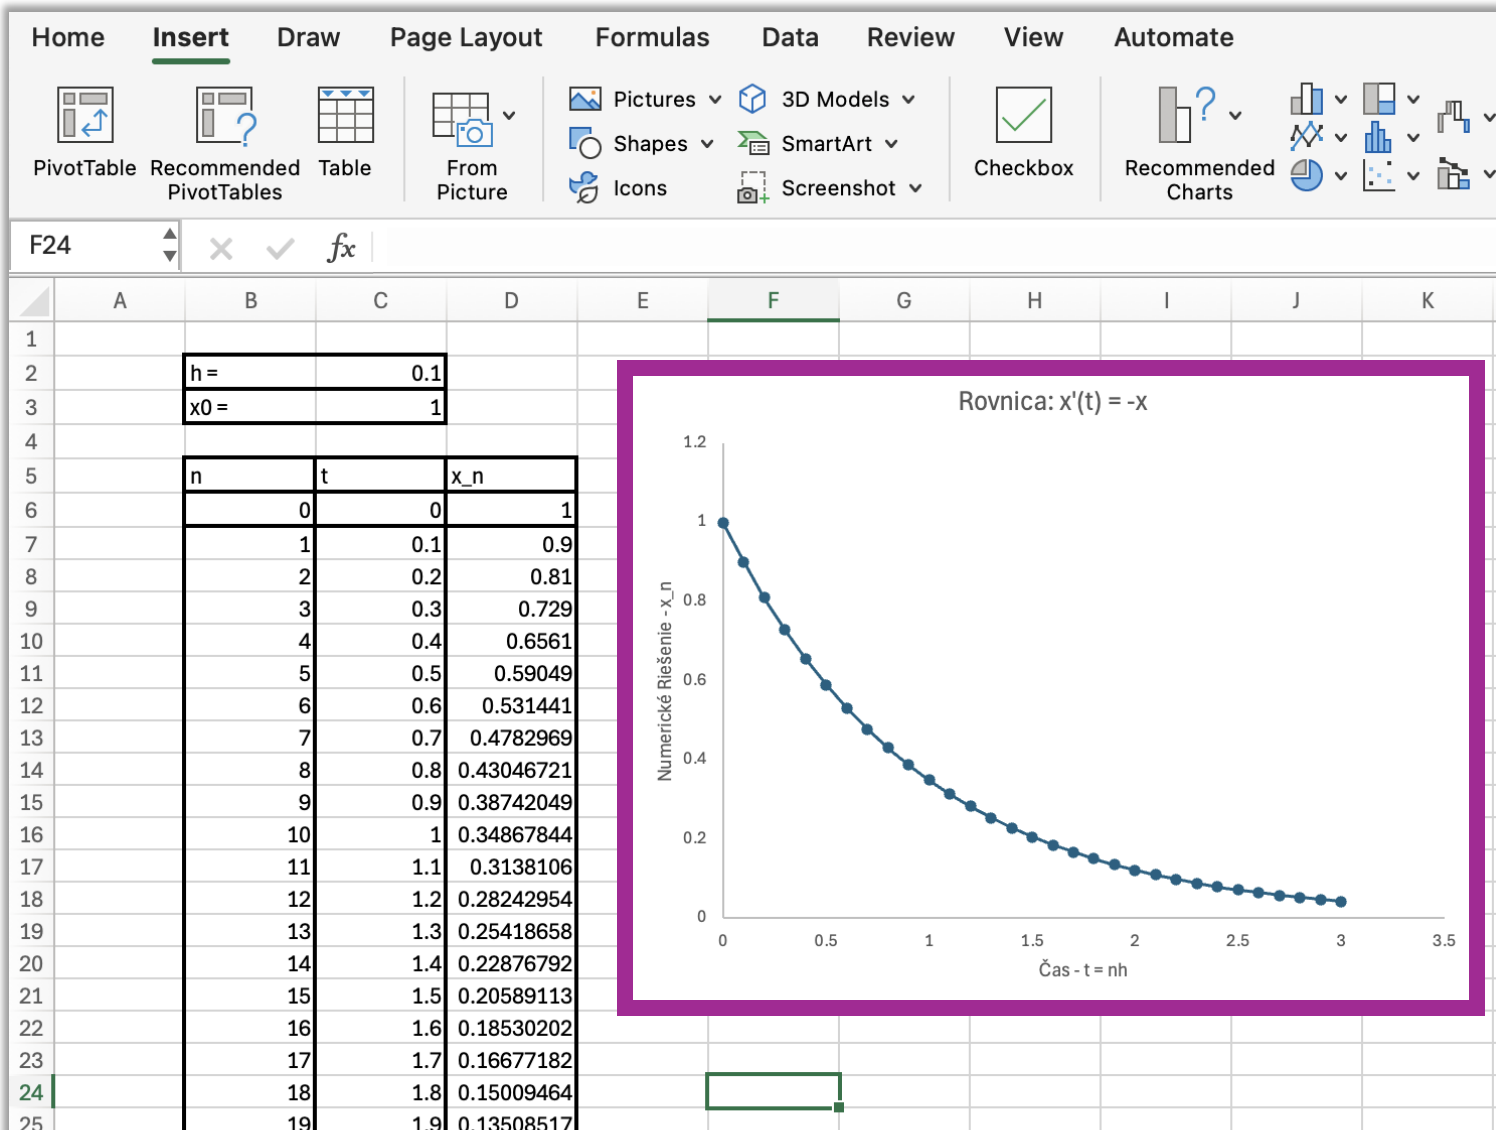 Home Insert Draw Page Layout Formulas Data Review View Automate
PivotTable
Recommended
PivotTables
Table
From
Picture
Pictures
Shapes
Icons
3D Models
SmartArt
Screenshot
Checkbox
Recommended
Charts
F24 fx
A B C D E F G H I J K
1
2 h = 0.1
3 x0 = 1
4
5 n t x_n
6 0 0 1
7 1 0.1 0.9
8 2 0.2 0.81
9 3 0.3 0.729
10 4 0.4 0.6561
11 5 0.5 0.59049
12 6 0.6 0.531441
13 7 0.7 0.4782969
14 8 0.8 0.43046721
15 9 0.9 0.38742049
16 10 1 0.34867844
17 11 1.1 0.3138106
18 12 1.2 0.28242954
19 13 1.3 0.25418658
20 14 1.4 0.22876792
21 15 1.5 0.20589113
22 16 1.6 0.18530202
23 17 1.7 0.16677182
24 18 1.8 0.15009464
25 19 1.9 0.13508517
Rovnica: x'(t) = -x
Numerické Riešenie - x_n
1.2
1
0.8
0.6
0.4
0.2
0
0 0.5 1 1.5 2 2.5 3 3.5
Čas - t = nh